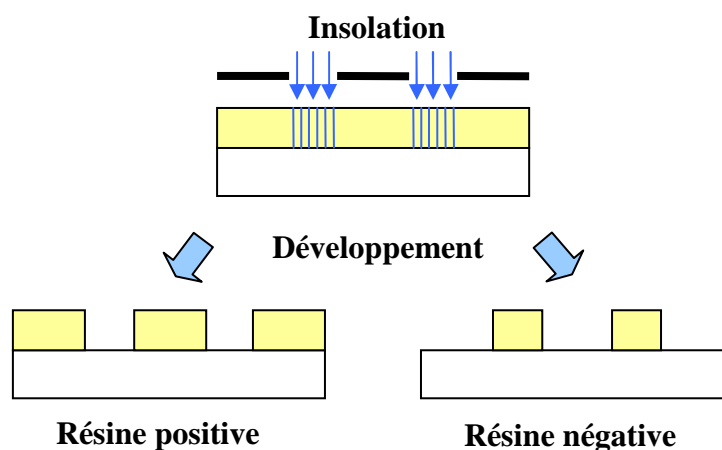 Insolation
Développement
Résine positive
Résine négative